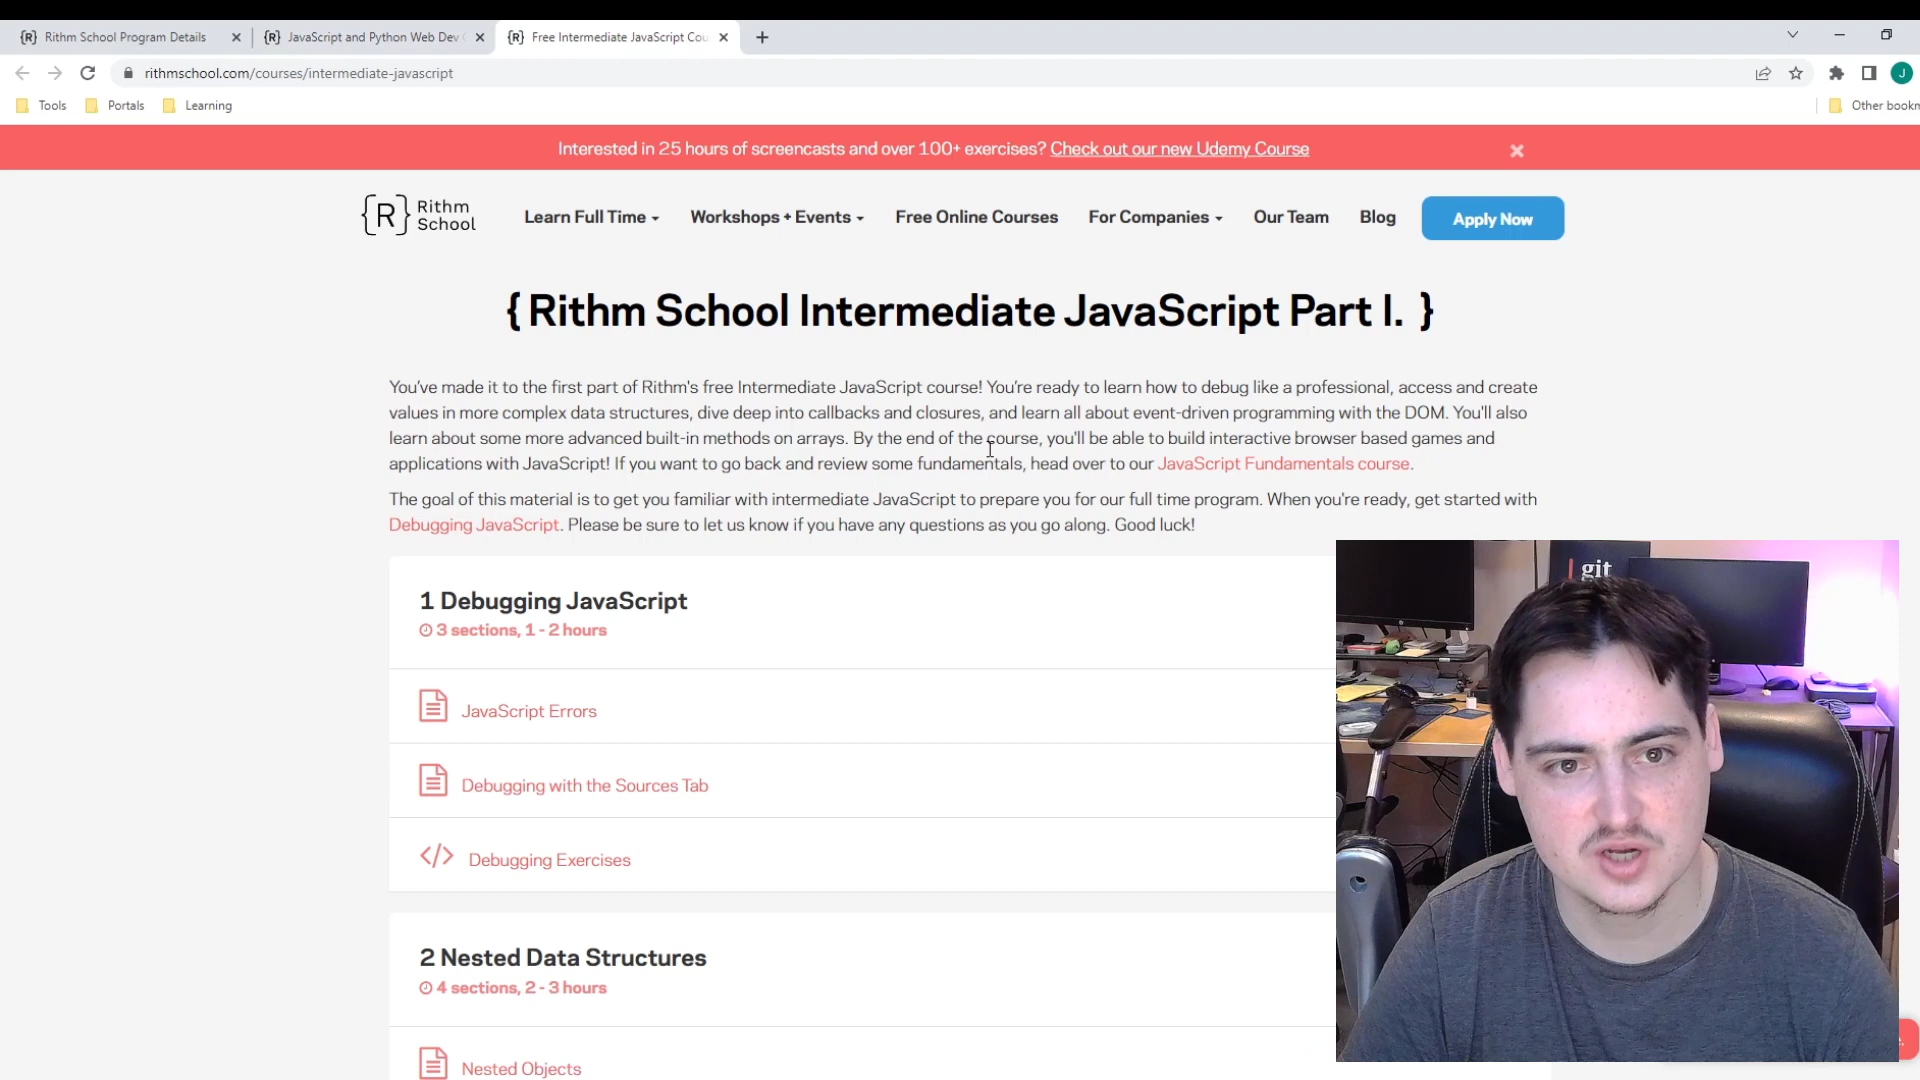 Rithm School Program Details
JavaScript and Python Web Dev
Free Intermediate JavaScript Cou
rithmschool.com/courses/intermediate-javascript
J
Tools
Portals
Learning
Other bookm
Interested in 25 hours of screencasts and over 100+ exercises? Check out our new Udemy Course
{R} Rithm
School
Learn Full Time
Workshops + Events
Free Online Courses
For Companies
Our Team
Blog
Apply Now
{ Rithm School Intermediate JavaScript Part I. }
You've made it to the first part of Rithm's free Intermediate JavaScript course! You're ready to learn how to debug like a professional, access and create
values in more complex data structures, dive deep into callbacks and closures, and learn all about event-driven programming with the DOM. You'll also
learn about some more advanced built-in methods on arrays. By the end of the course, you'll be able to build interactive browser based games and
applications with JavaScript! If you want to go back and review some fundamentals, head over to our JavaScript Fundamentals course.
The goal of this material is to get you familiar with intermediate JavaScript to prepare you for our full time program. When you're ready, get started with
Debugging JavaScript. Please be sure to let us know if you have any questions as you go along. Good luck!
1 Debugging JavaScript
3 sections, 1 - 2 hours
JavaScript Errors
Debugging with the Sources Tab
</> Debugging Exercises
2 Nested Data Structures
4 sections, 2 - 3 hours
Nested Objects
git